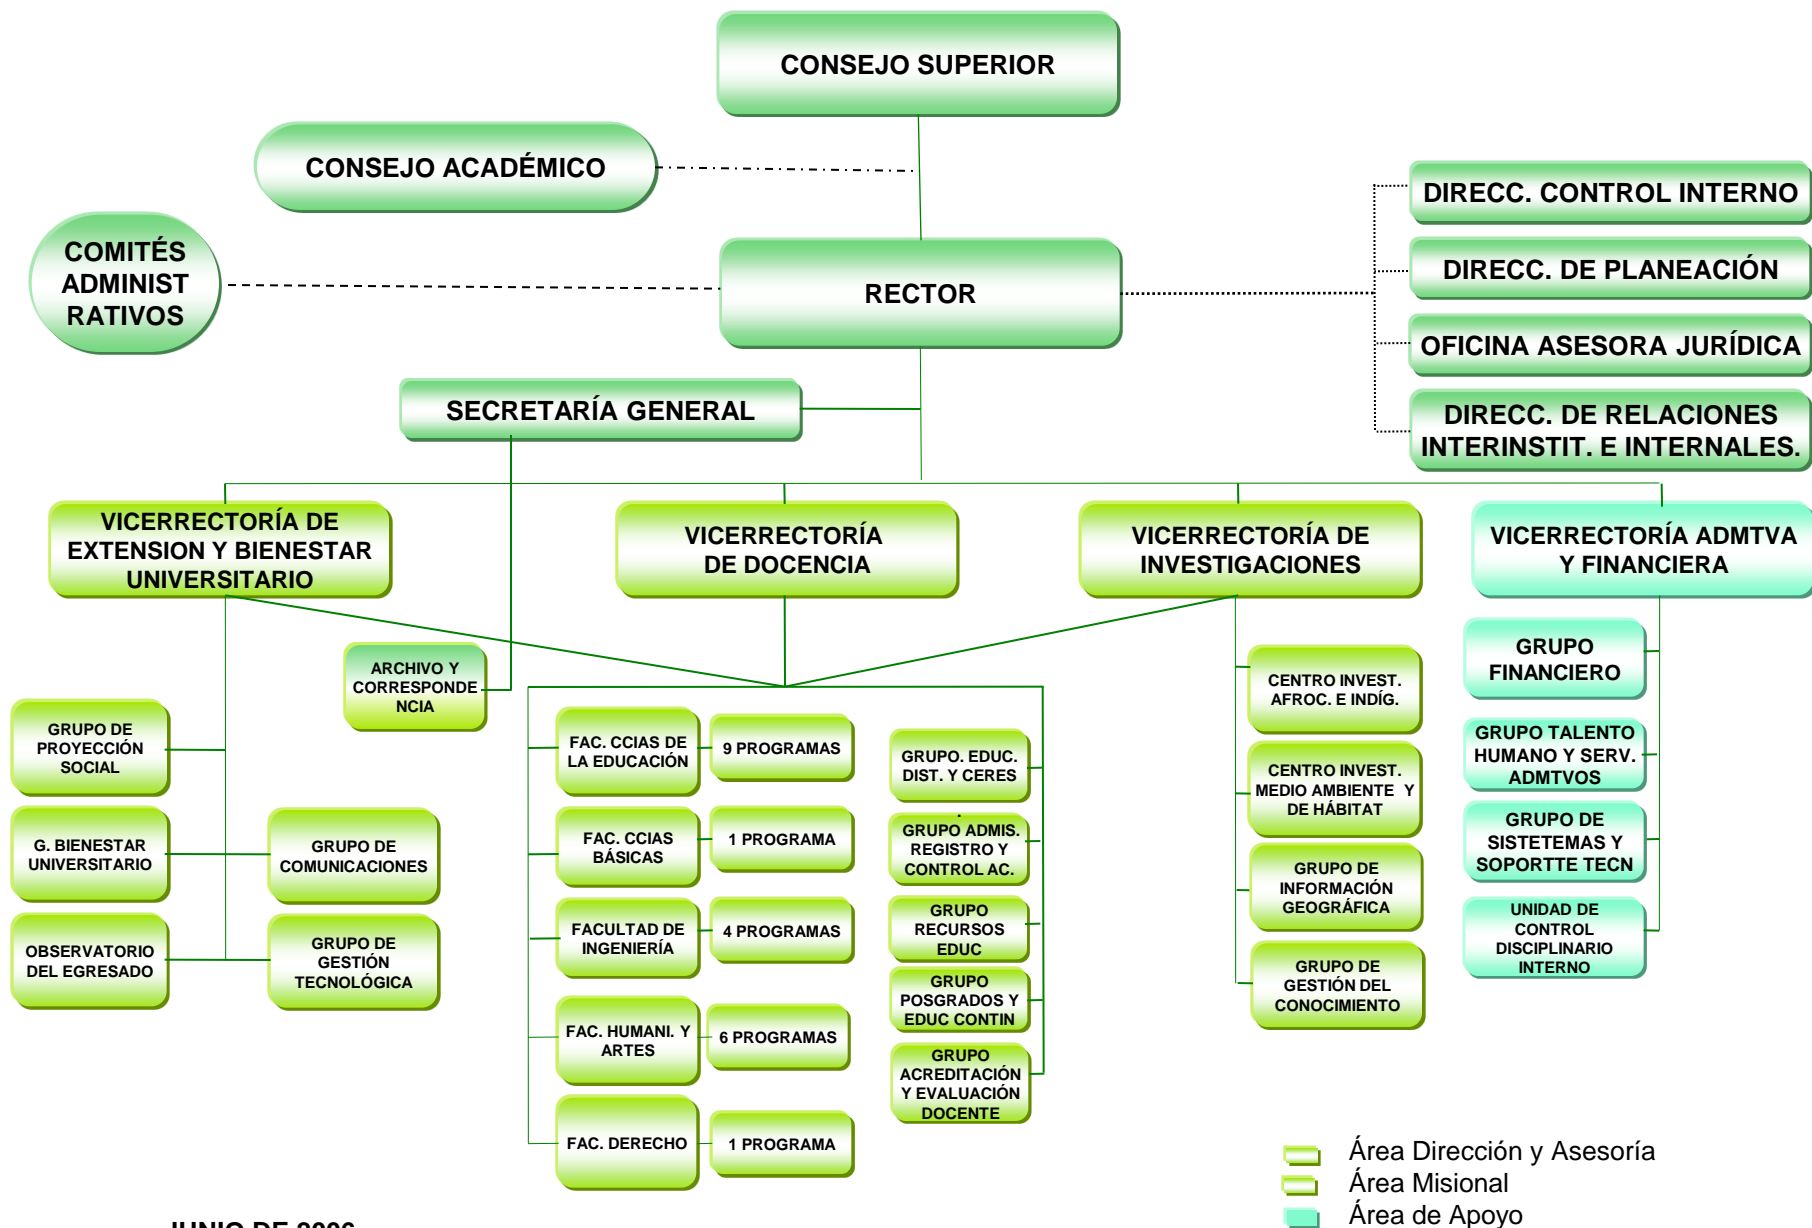 CONSEJO SUPERIOR
CONSEJO ACADÉMICO
COMITÉS
ADMINIST
RATIVOS
RECTOR
DIRECC. CONTROL INTERNO
DIRECC. DE PLANEACIÓN
OFICINA ASESORA JURÍDICA
DIRECC. DE RELACIONES
INTERINSTIT. E INTERNALES.
SECRETARÍA GENERAL
VICERRECTORÍA DE
EXTENSION Y BIENESTAR
UNIVERSITARIO
VICERRECTORÍA
DE DOCENCIA
VICERRECTORÍA DE
INVESTIGACIONES
VICERRECTORÍA ADMTVA
Y FINANCIERA
ARCHIVO Y
CORRESPONDE
NCIA
GRUPO DE
PROYECCIÓN
SOCIAL
G. BIENESTAR
UNIVERSITARIO
GRUPO DE
COMUNICACIONES
OBSERVATORIO
DEL EGRESADO
GRUPO DE
GESTIÓN
TECNOLÓGICA
FAC. CCIAS DE
LA EDUCACIÓN
9 PROGRAMAS
FAC. CCIAS
BÁSICAS
1 PROGRAMA
FACULTAD DE
INGENIERÍA
4 PROGRAMAS
FAC. HUMANI. Y
ARTES
6 PROGRAMAS
FAC. DERECHO
1 PROGRAMA
GRUPO. EDUC.
DIST. Y CERES
.
GRUPO ADMIS.
REGISTRO Y
CONTROL AC.
GRUPO
RECURSOS
EDUC
GRUPO
POSGRADOS Y
EDUC CONTIN
GRUPO
ACREDITACIÓN
Y EVALUACIÓN
DOCENTE
CENTRO INVEST.
AFROC. E INDÍG.
CENTRO INVEST.
MEDIO AMBIENTE Y
DE HÁBITAT
GRUPO DE
INFORMACIÓN
GEOGRÁFICA
GRUPO DE
GESTIÓN DEL
CONOCIMIENTO
GRUPO
FINANCIERO
GRUPO TALENTO
HUMANO Y SERV.
ADMTVOS
GRUPO DE
SISTETEMAS Y
SOPORTTE TECN
UNIDAD DE
CONTROL
DISCIPLINARIO
INTERNO
Área Dirección y Asesoría
Área Misional
Área de Apoyo
JUNIO DE 2006